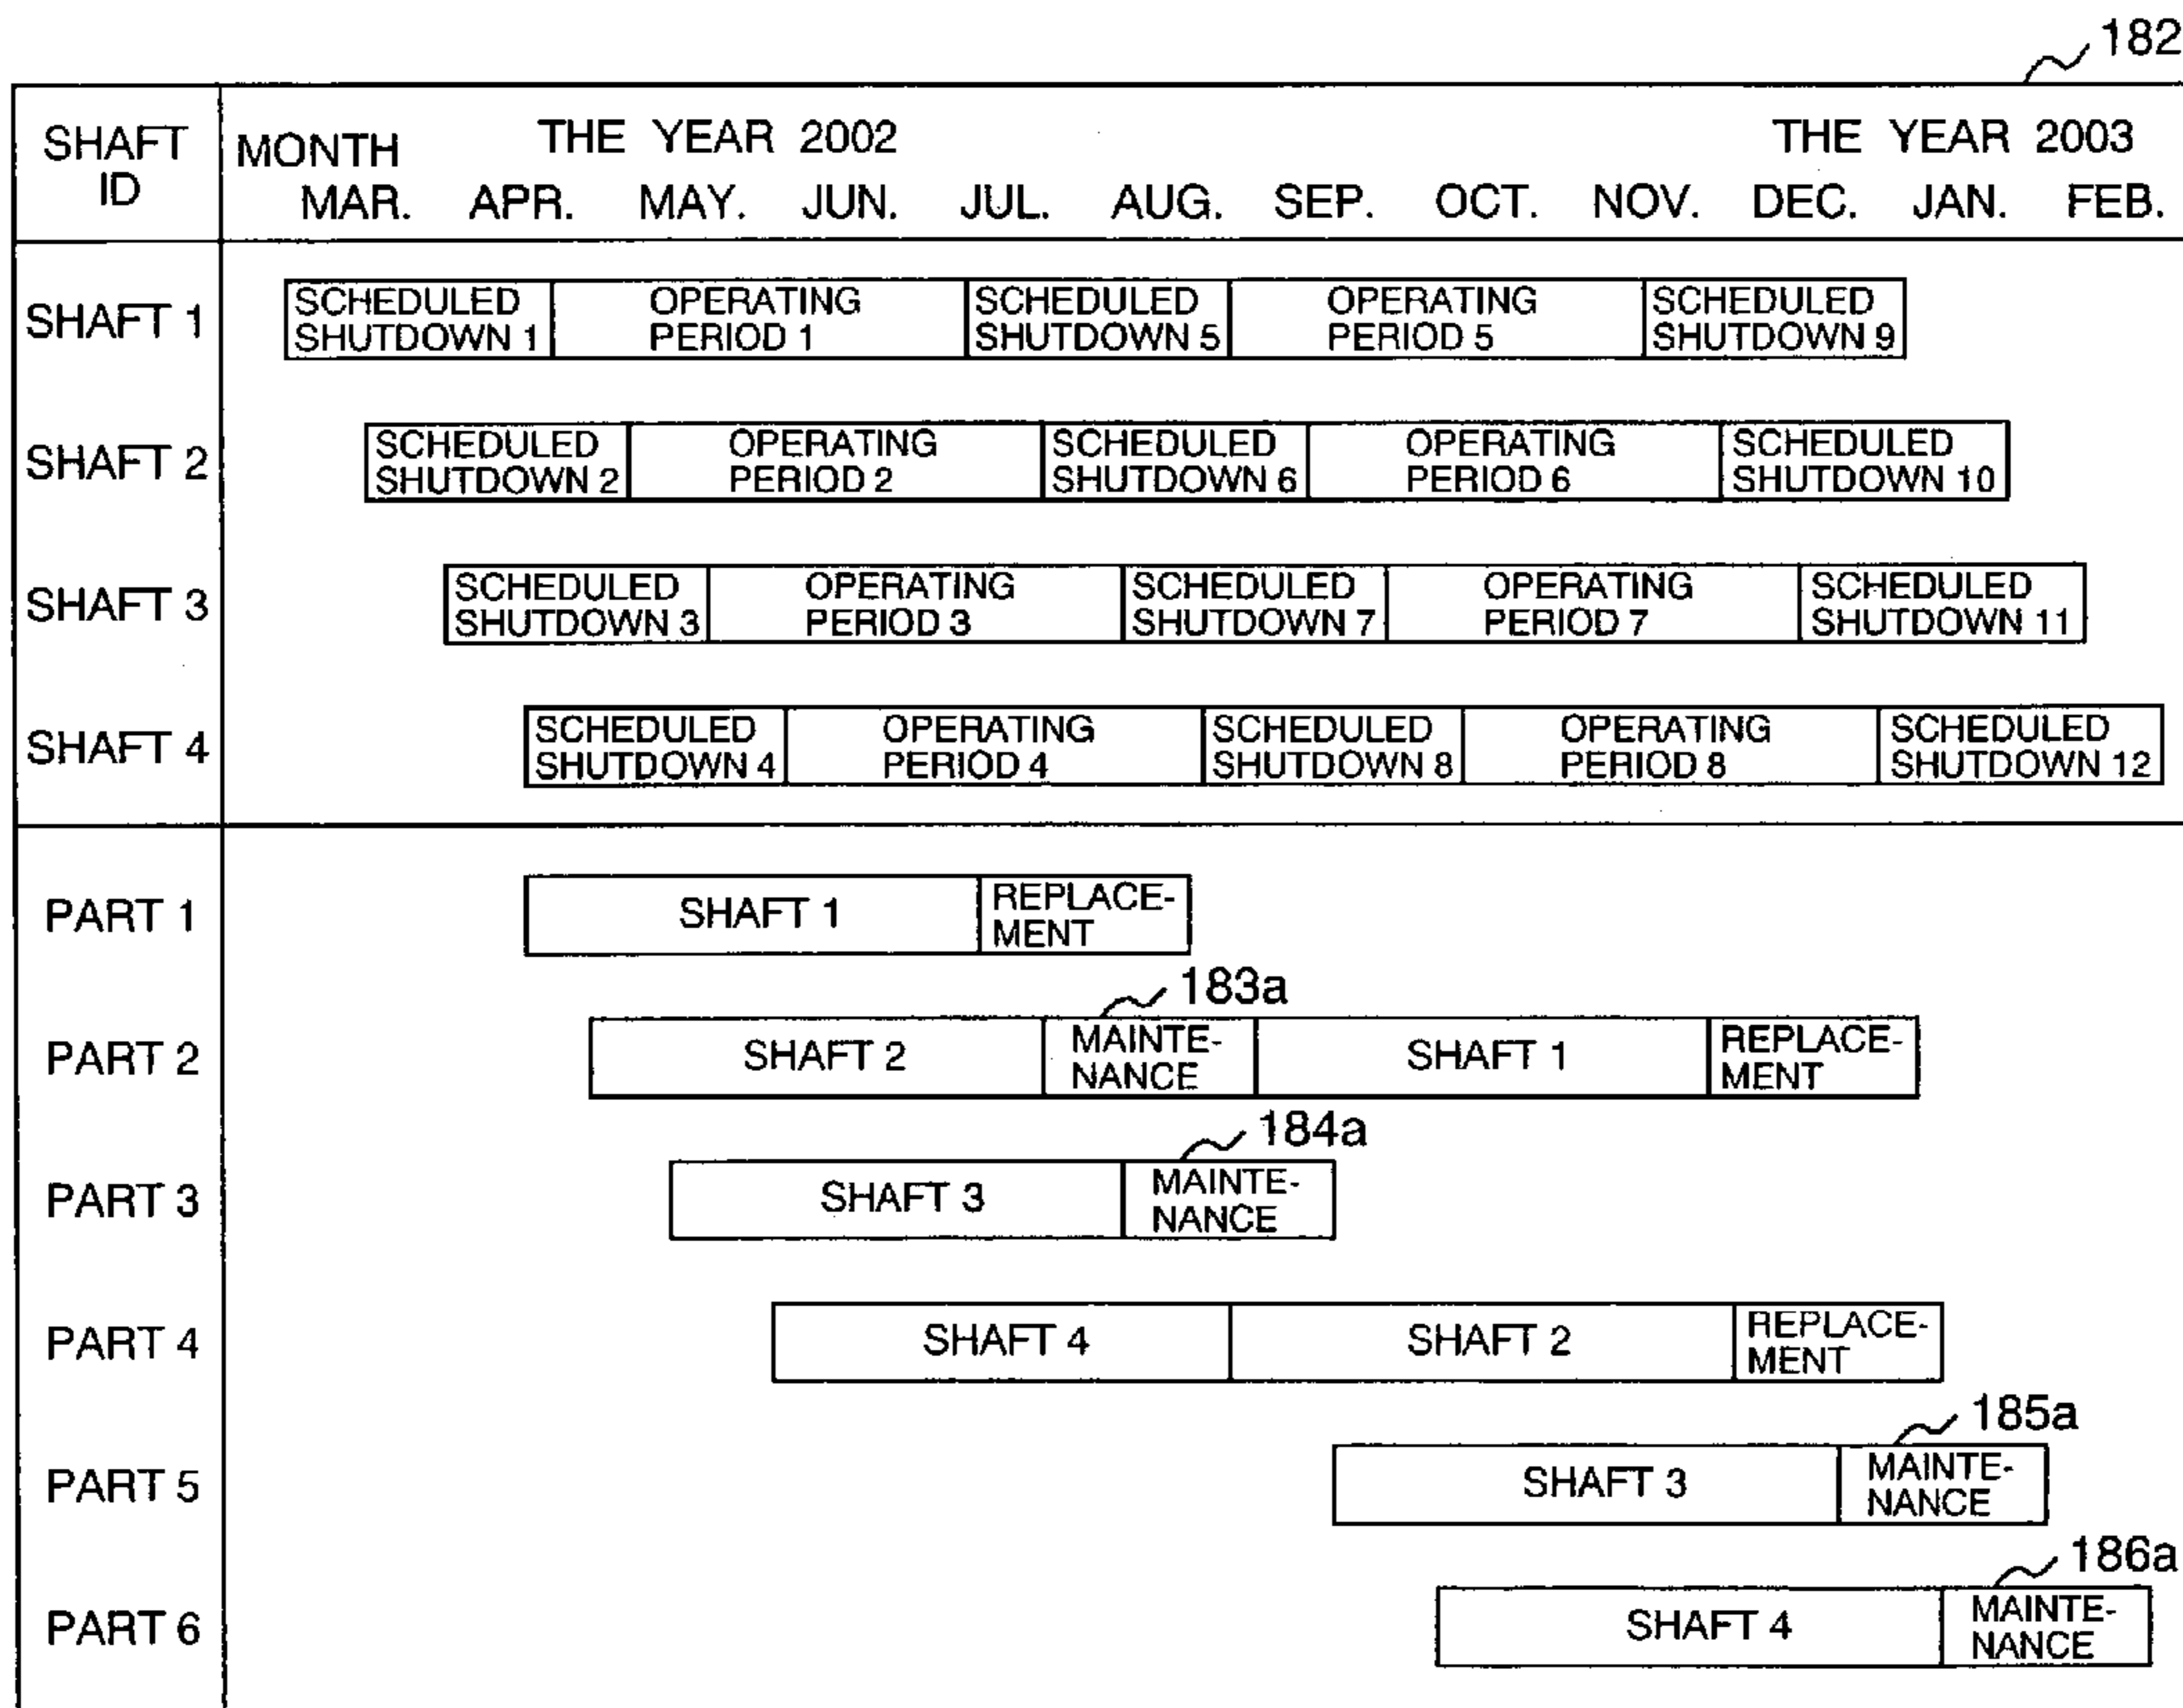 182
SHAFT ID
MONTH THE YEAR 2002 THE YEAR 2003
MAR. APR. MAY. JUN. JUL. AUG. SEP. OCT. NOV. DEC. JAN. FEB.
SHAFT 1
SCHEDULED
SHUTDOWN 1
OPERATING
PERIOD 1
SCHEDULED
SHUTDOWN 5
OPERATING
PERIOD 5
SCHEDULED
SHUTDOWN 9
SHAFT 2
SCHEDULED
SHUTDOWN 2
OPERATING
PERIOD 2
SCHEDULED
SHUTDOWN 6
OPERATING
PERIOD 6
SCHEDULED
SHUTDOWN 10
SHAFT 3
SCHEDULED
SHUTDOWN 3
OPERATING
PERIOD 3
SCHEDULED
SHUTDOWN 7
OPERATING
PERIOD 7
SCHEDULED
SHUTDOWN 11
SHAFT 4
SCHEDULED
SHUTDOWN 4
OPERATING
PERIOD 4
SCHEDULED
SHUTDOWN 8
OPERATING
PERIOD 8
SCHEDULED
SHUTDOWN 12
PART 1
SHAFT 1
REPLACE-
MENT
183a
PART 2
SHAFT 2
MAINTE-
NANCE
SHAFT 1
REPLACE-
MENT
184a
PART 3
SHAFT 3
MAINTE-
NANCE
PART 4
SHAFT 4
SHAFT 2
REPLACE-
MENT
185a
PART 5
SHAFT 3
MAINTE-
NANCE
186a
PART 6
SHAFT 4
MAINTE-
NANCE